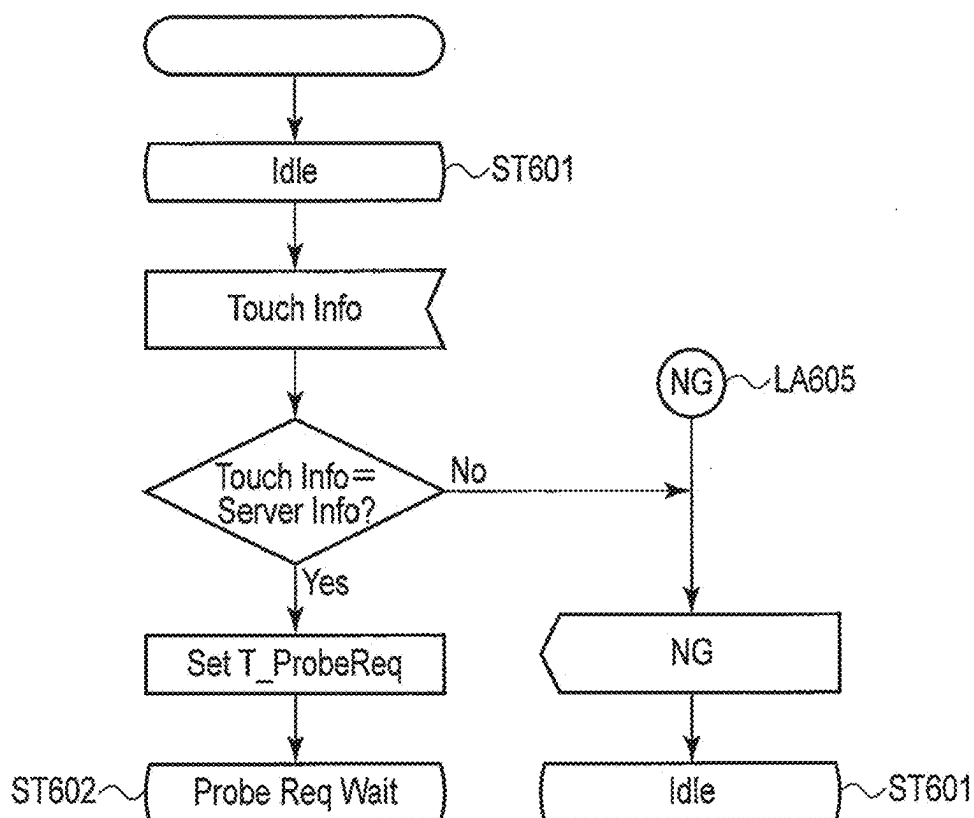 Idle
ST601
Touch Info
NG
LA605
Touch Info=
Server Info?
No
Yes
Set T_ProbeReq
NG
ST602
Probe Req Wait
Idle
ST601